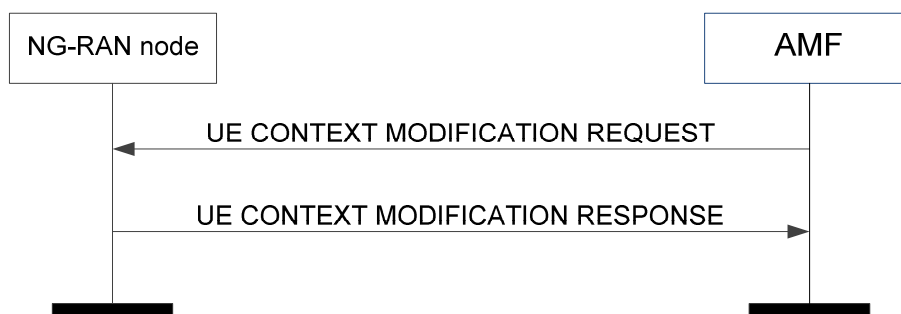 NG-RAN node
AMF
UE CONTEXT MODIFICATION REQUEST
UE CONTEXT MODIFICATION RESPONSE